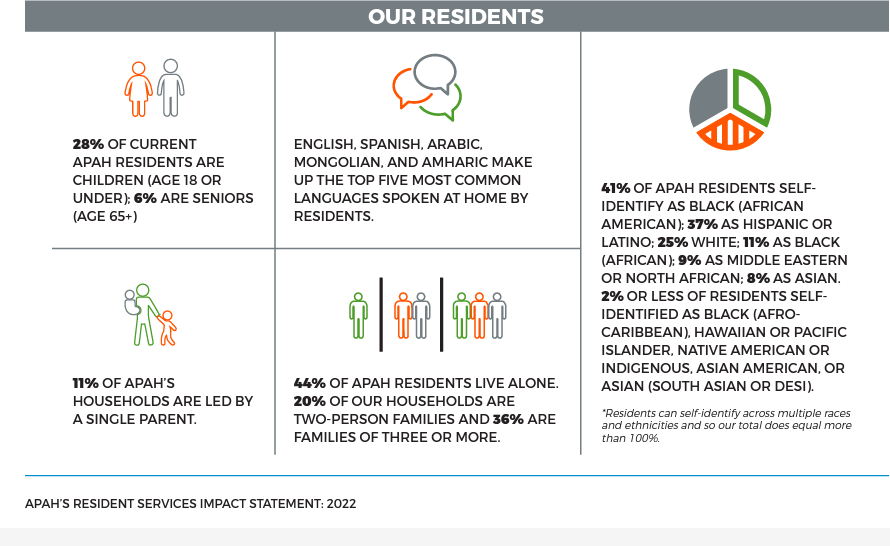 OUR RESIDENTS
28% OF CURRENT
APAH RESIDENTS ARE
CHILDREN (AGE 18 OR
UNDER); 6% ARE SENIORS
(AGE 65+)
ENGLISH, SPANISH, ARABIC,
MONGOLIAN, AND AMHARIC MAKE
UP THE TOP FIVE MOST COMMON
LANGUAGES SPOKEN AT HOME BY
RESIDENTS.
11% OF APAH'S
HOUSEHOLDS ARE LED BY
A SINGLE PARENT.
44% OF APAH RESIDENTS LIVE ALONE.
20% OF OUR HOUSEHOLDS ARE
TWO-PERSON FAMILIES AND 36% ARE
FAMILIES OF THREE OR MORE.
41% OF APAH RESIDENTS SELF-
IDENTIFY AS BLACK (AFRICAN
AMERICAN); 37% AS HISPANIC OR
LATINO; 25% WHITE; 11% AS BLACK
(AFRICAN); 9% AS MIDDLE EASTERN
OR NORTH AFRICAN; 8% AS ASIAN.
2% OR LESS OF RESIDENTS SELF-
IDENTIFIED AS BLACK (AFRO-
CARIBBEAN), HAWAIIAN OR PACIFIC
ISLANDER, NATIVE AMERICAN OR
INDIGENOUS, ASIAN AMERICAN, OR
ASIAN (SOUTH ASIAN OR DESI).
*Residents can self-identify across multiple races
and ethnicities and so our total does equal more
than 100%.
APAH'S RESIDENT SERVICES IMPACT STATEMENT: 2022